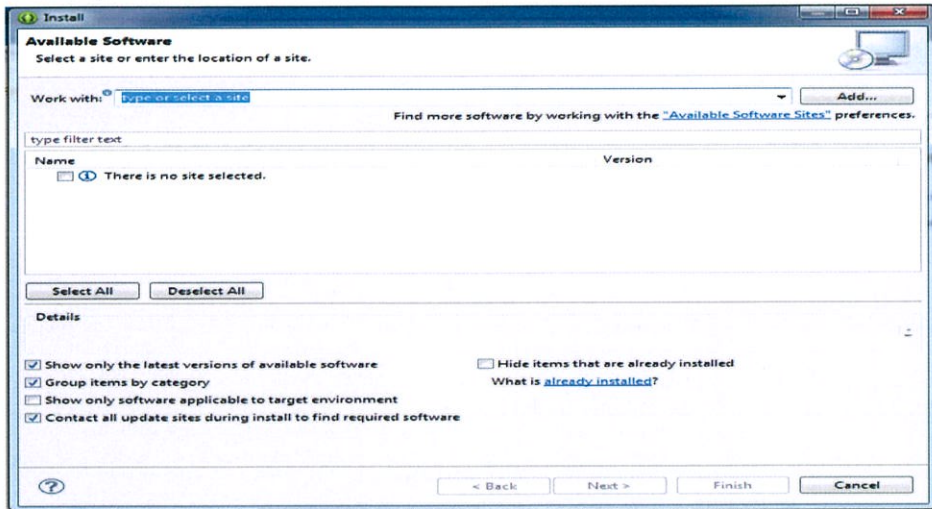 Install
Available Software
Select a site or enter the location of a site.
Work with: type or select a site
Add...
Find more software by working with the "Available Software Sites" preferences.
type filter text
Name Version
There is no site selected.
Select All Deselect All
Details
Show only the latest versions of available software
Hide items that are already installed
Group items by category
What is already installed?
Show only software applicable to target environment
Contact all update sites during install to find required software
< Back Next > Finish Cancel